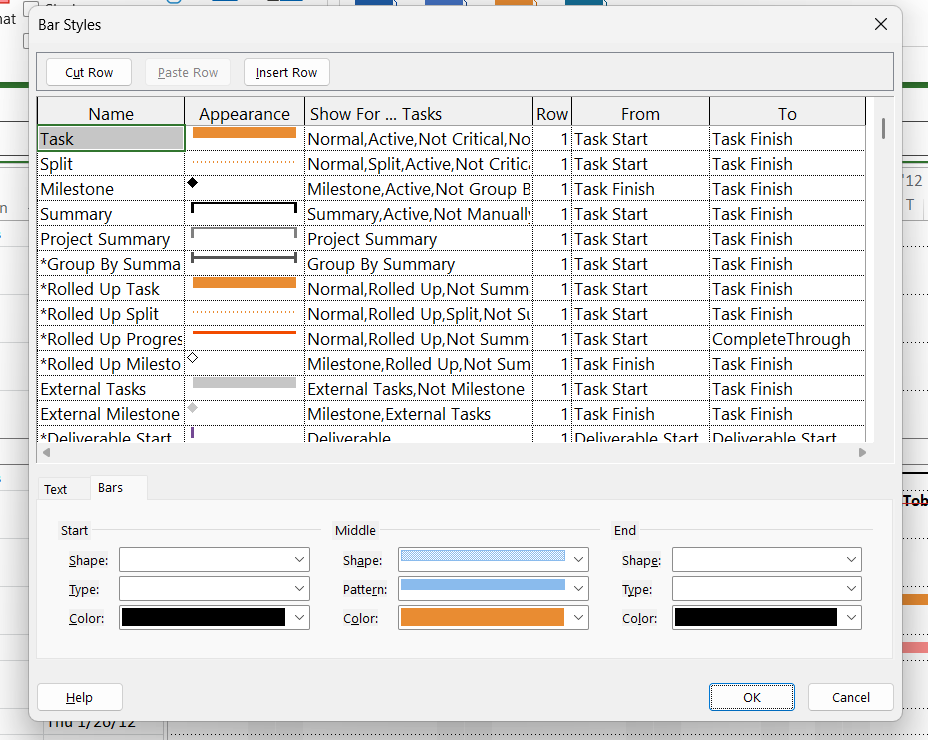 Bar Styles
Cut Row Paste Row Insert Row
Name Appearance Show For ... Tasks Row From To
Task Normal,Active,Not Critical,No 1 Task Start Task Finish
Split Normal,Split,Active,Not Critic 1 Task Start Task Finish
Milestone Milestone,Active,Not Group B 1 Task Finish Task Finish
Summary Summary,Active,Not Manually 1 Task Start Task Finish
Project Summary Project Summary 1 Task Start Task Finish
*Group By Summa Group By Summary 1 Task Start Task Finish
*Rolled Up Task Normal,Rolled Up,Not Summ 1 Task Start Task Finish
*Rolled Up Split Normal,Rolled Up,Split,Not Su 1 Task Start Task Finish
*Rolled Up Progres Normal,Rolled Up,Not Summ 1 Task Start CompleteThrough
*Rolled Up Milesto Milestone,Rolled Up,Not Sum 1 Task Finish Task Finish
External Tasks External Tasks,Not Milestone 1 Task Start Task Finish
External Milestone Milestone,External Tasks 1 Task Finish Task Finish
*Deliverable Start Deliverable 1 Deliverable Start Deliverable Start
Text Bars
Start Middle End
Shape: Shape: Shape:
Type: Pattern: Type:
Color: Color: Color:
Help OK Cancel
'12
T
Tob
Thu 1/26/12